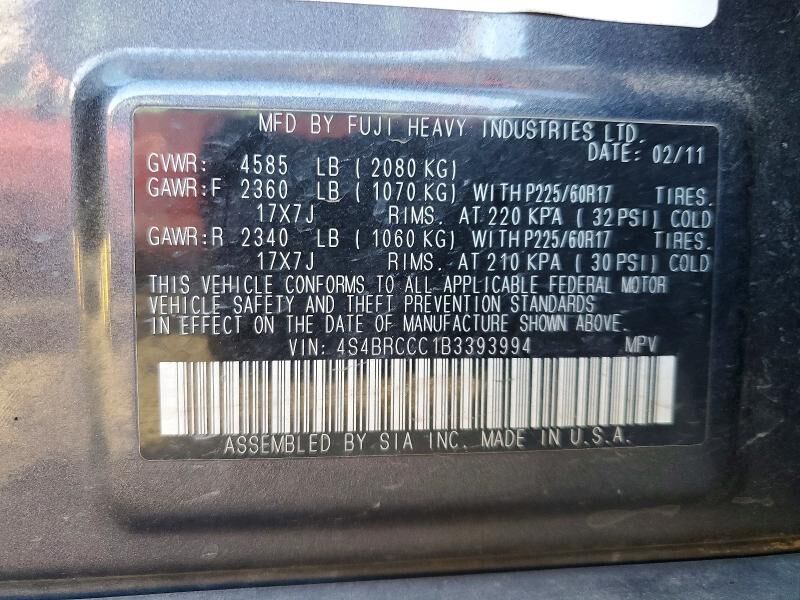 MFD BY FUJI HEAVY INDUSTRIES LTD.
DATE: 02/11
GVWR: 4585 LB ( 2080 KG)
GAWR:F 2360 LB ( 1070 KG) WITH P225/60R17 TIRES.
17X7J RIMS. AT 220 KPA ( 32 PSI) COLD
GAWR:R 2340 LB ( 1060 KG) WITH P225/60R17 TIRES.
17X7J RIMS. AT 210 KPA ( 30 PSI) COLD
THIS VEHICLE CONFORMS TO ALL APPLICABLE FEDERAL MOTOR
VEHICLE SAFETY AND THEFT PREVENTION STANDARDS
IN EFFECT ON THE DATE OF MANUFACTURE SHOWN ABOVE.
VIN: 4S4BRCCC1B3393994 MPV
ASSEMBLED BY SIA INC. MADE IN U.S.A.